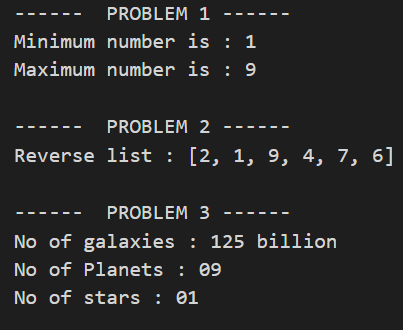 ------  PROBLEM 1 ------
Minimum number is : 1
Maximum number is : 9
------  PROBLEM 2 ------
Reverse list : [2, 1, 9, 4, 7, 6]
------  PROBLEM 3 ------
No of galaxies : 125 billion
No of Planets : 09
No of stars : 01